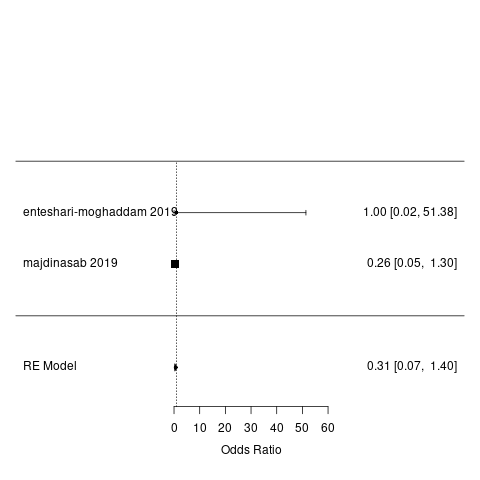 enteshari-moghaddam 2019 1.00 [0.02, 51.38]
majdinasab 2019 0.26 [0.05, 1.30]
RE Model 0.31 [0.07, 1.40]
0 10 20 30 40 50 60
Odds Ratio